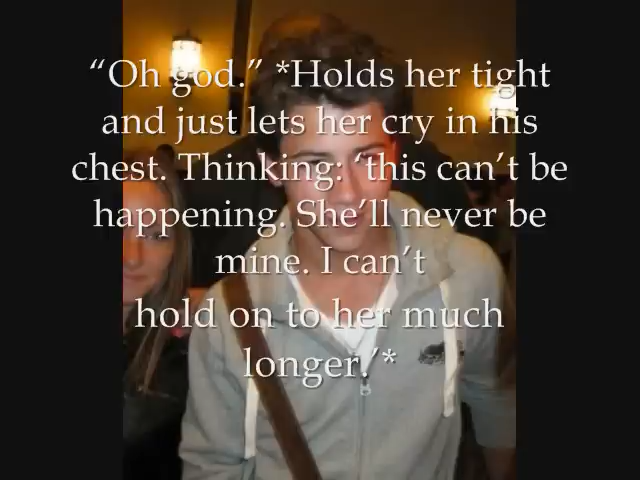 “Oh god.” *Holds her tight
and just lets her cry in his
chest. Thinking: ‘this can’t be
happening. She’ll never be
mine. I can’t
hold on to her much
longer.’*